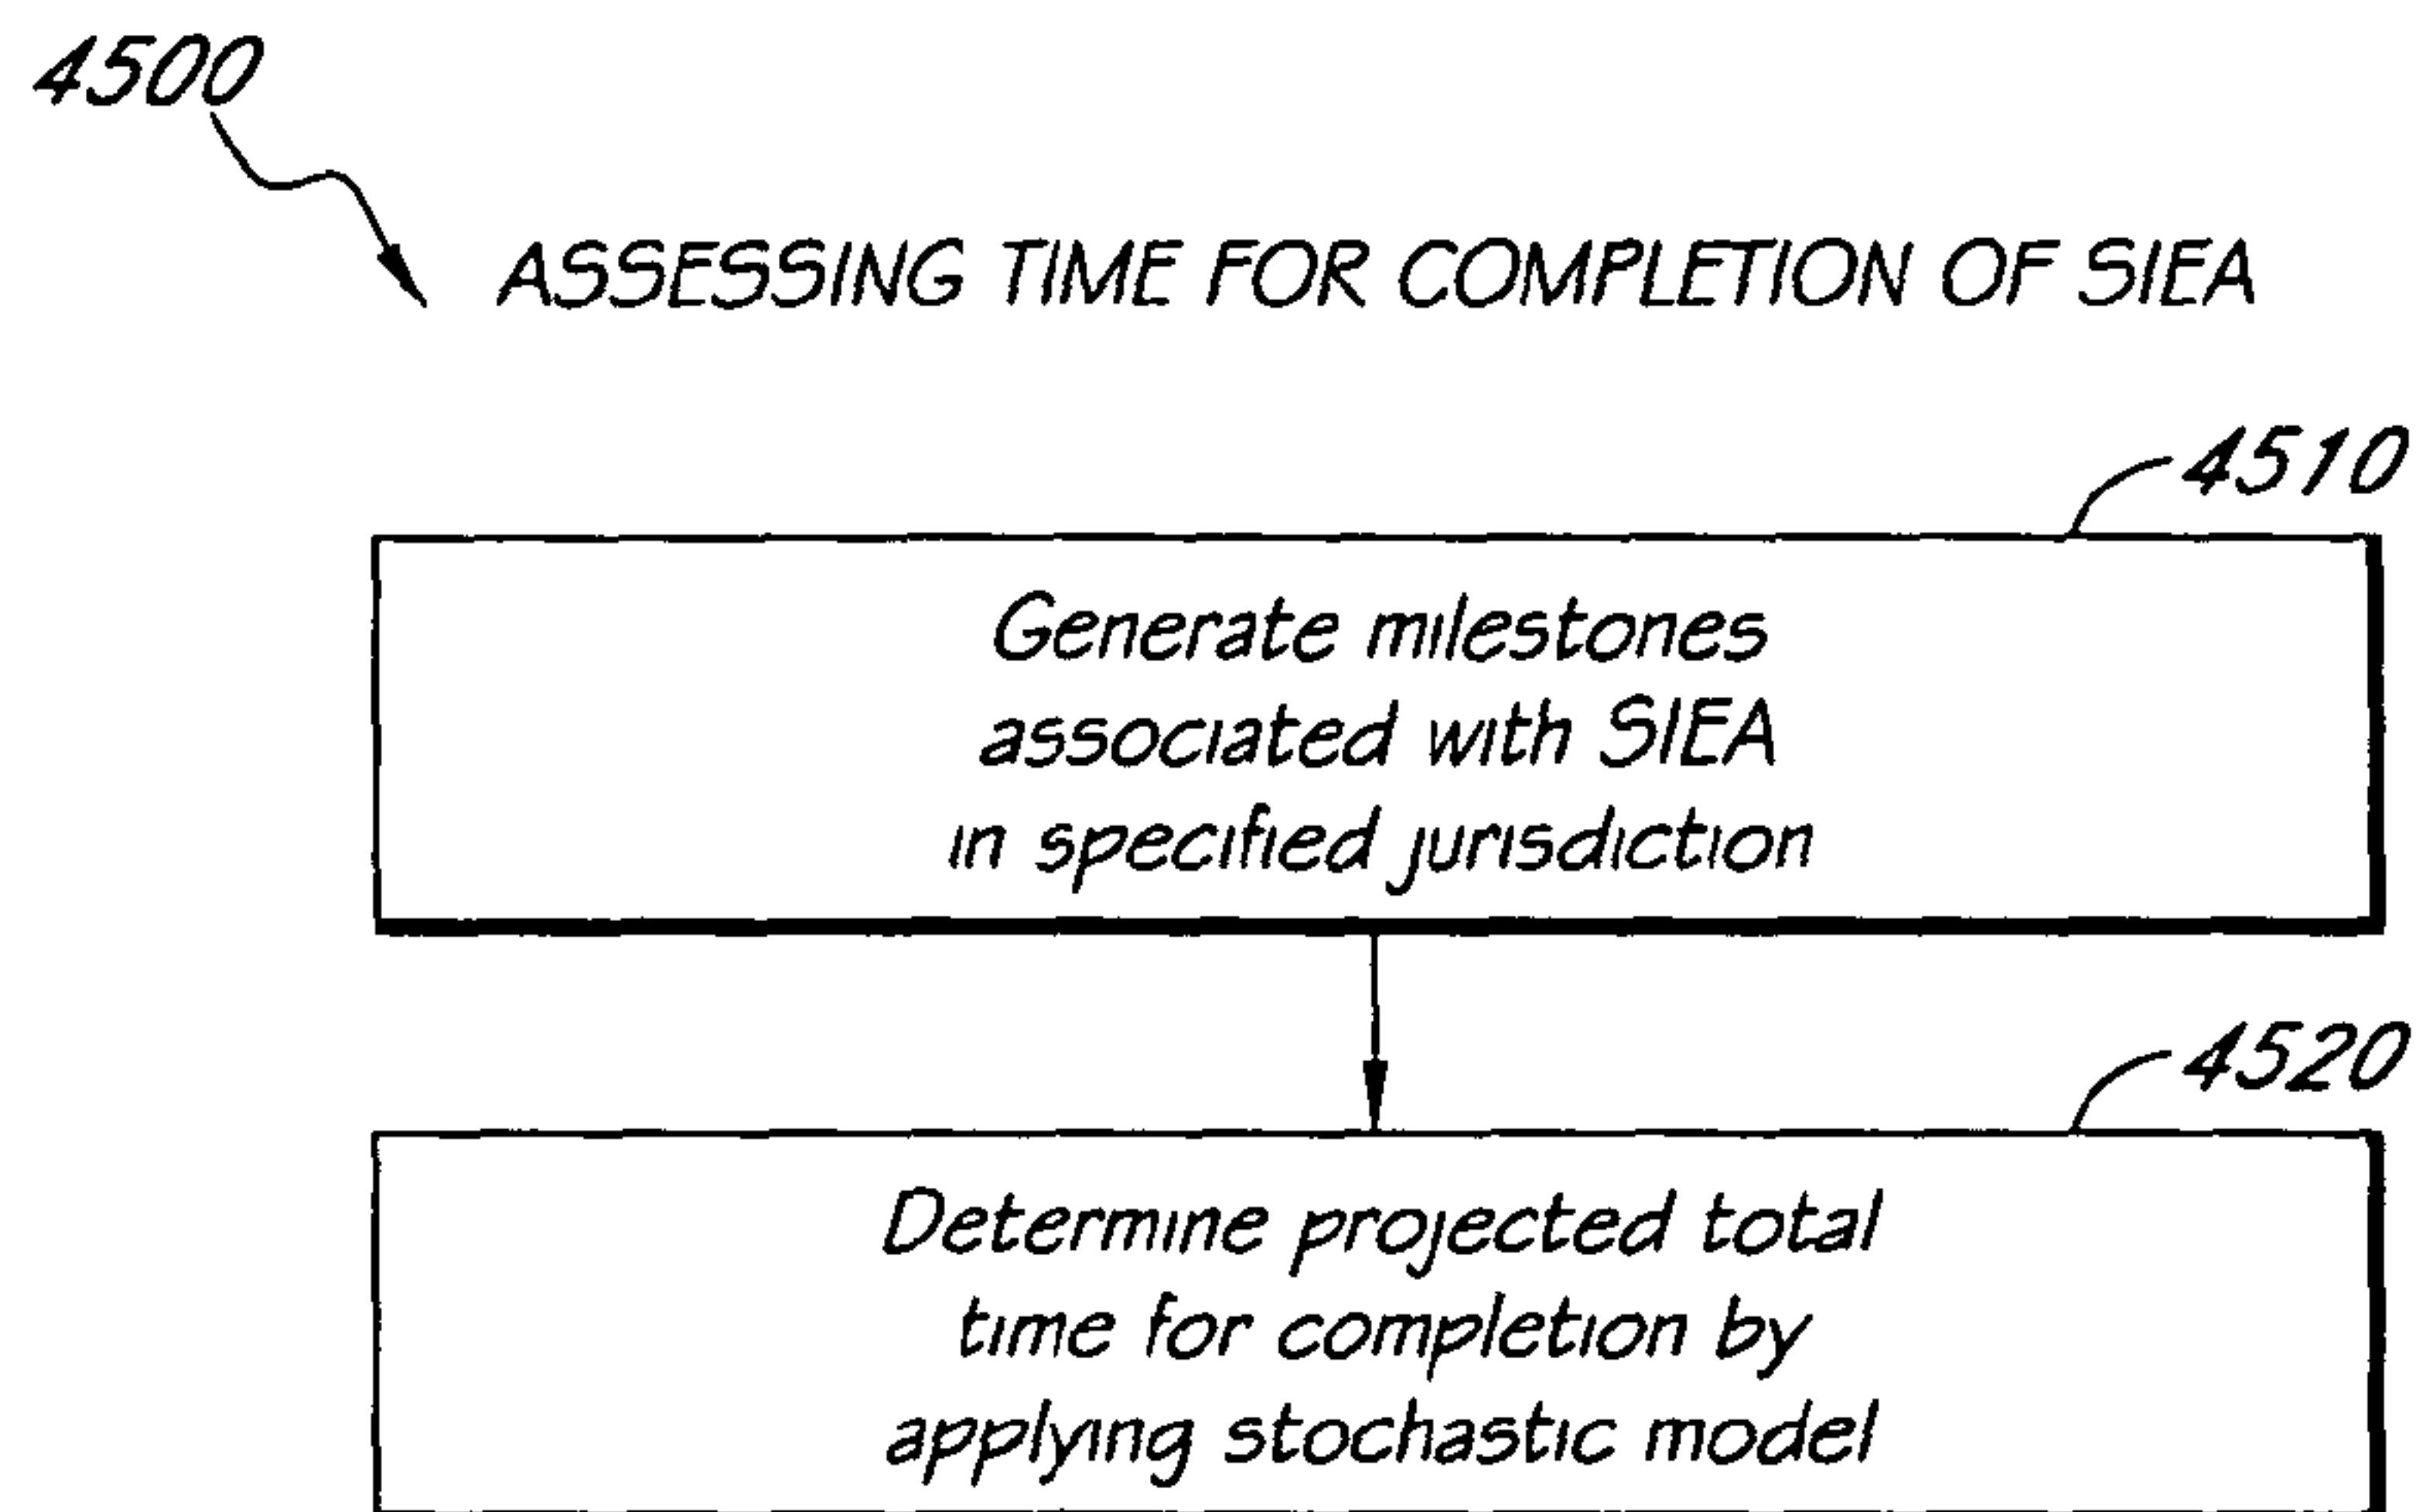 4500
ASSESSING TIME FOR COMPLETION OF SIEA
4510
Generate milestones
associated with SIEA
in specified jurisdiction
4520
Determine projected total
time for completion by
applying stochastic model